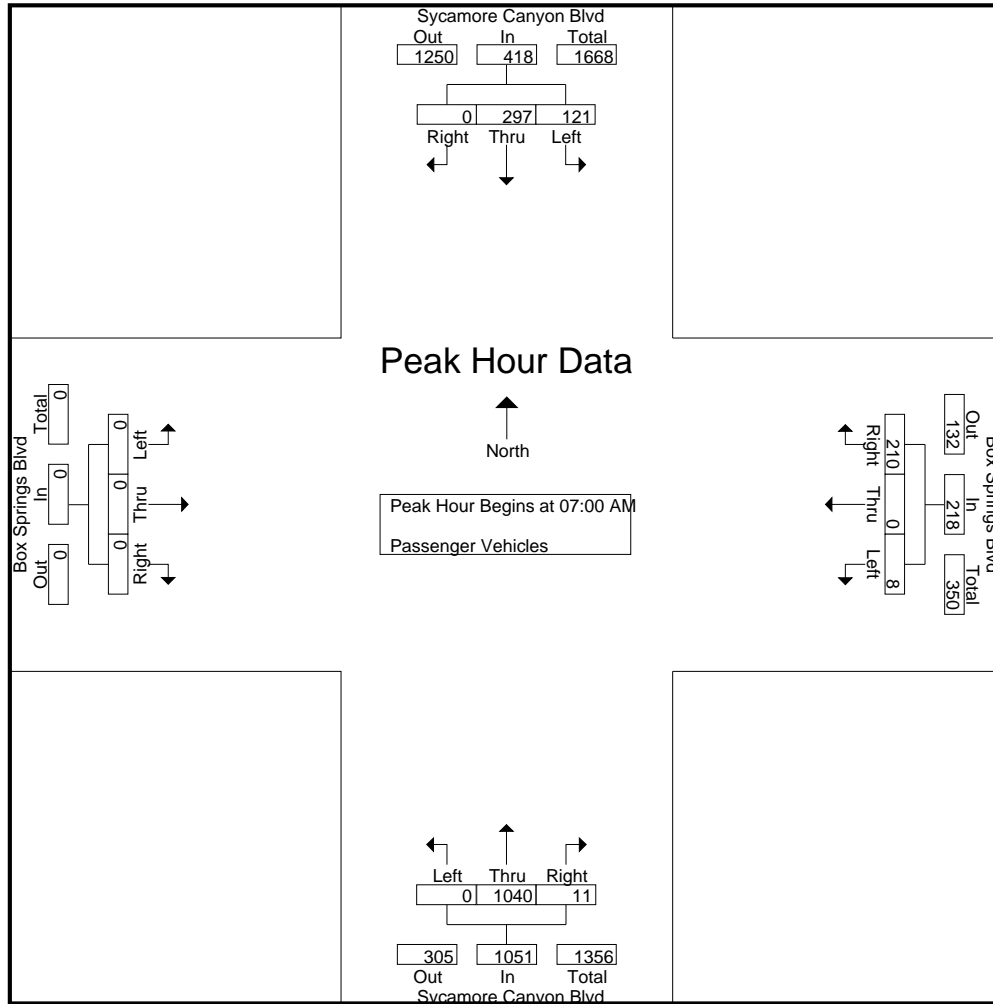 Sycamore Canyon Blvd
Out In Total
1250 418 1668
0 297 121
Right Thru Left
Peak Hour Data
North
Peak Hour Begins at 07:00 AM
Passenger Vehicles
Box Springs Blvd
Total In Out
0 0 0
0 0 0
Left Thru Right
Box Springs Blvd
Out In Total
132 218 350
210 0 8
Right Thru Left
Left Thru Right
0 1040 11
305 1051 1356
Out In Total
Sycamore Canyon Blvd